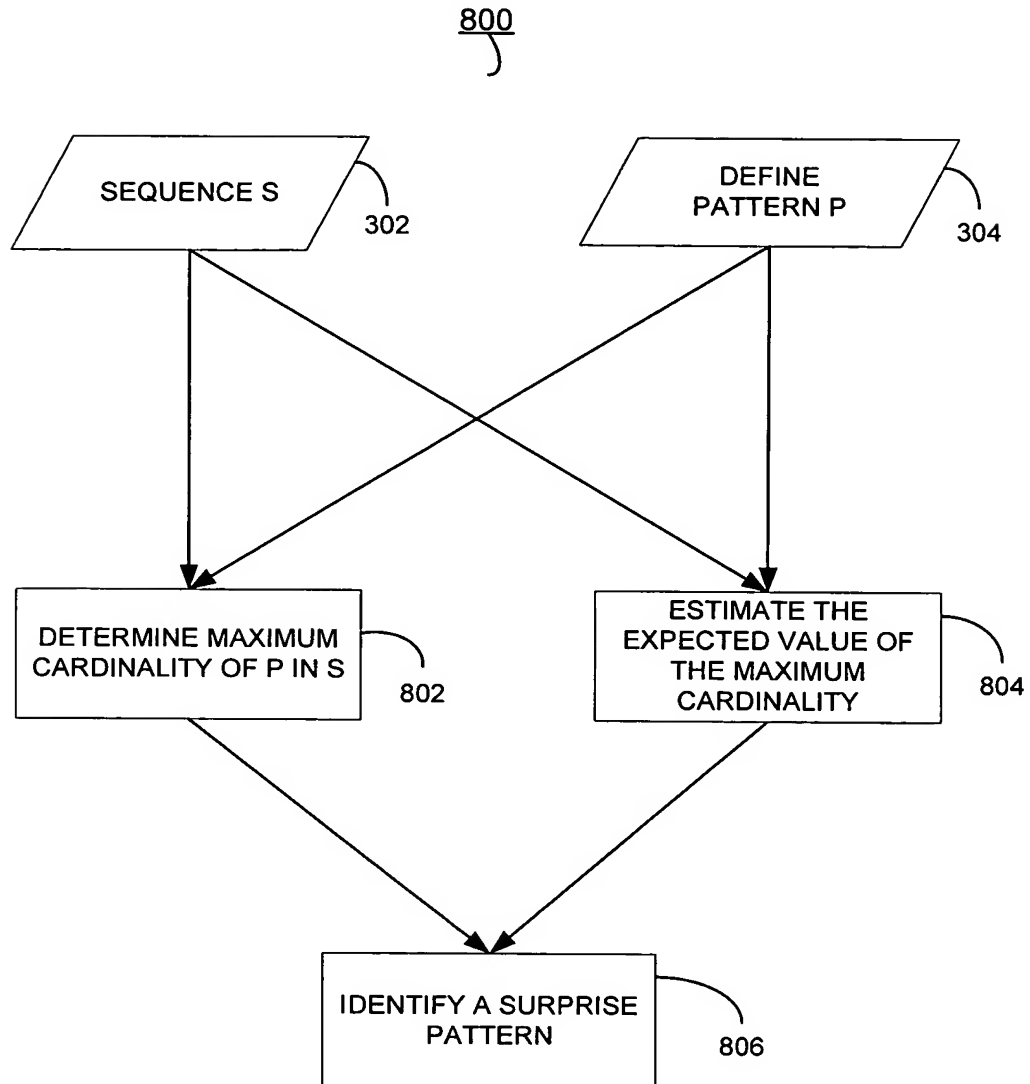 800
SEQUENCE S
302
DEFINE
PATTERN P
304
DETERMINE MAXIMUM
CARDINALITY OF P IN S
802
ESTIMATE THE
EXPECTED VALUE OF
THE MAXIMUM
CARDINALITY
804
IDENTIFY A SURPRISE
PATTERN
806